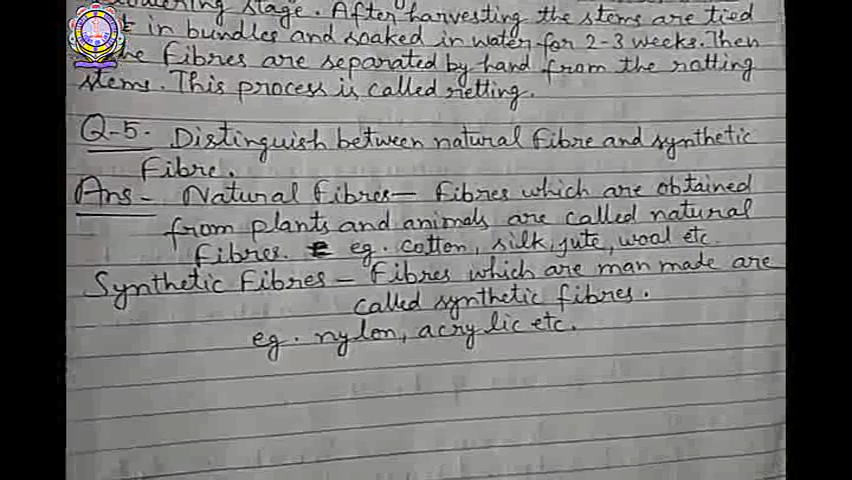 stage. After harvesting the stems are tied
in bundles and soaked in water for 2-3 weeks. Then
the fibres are separated by hand from the rotting
stems. This process is called retting.
Q-5. Distinguish between natural fibre and synthetic
Fibre.
Ans- Natural fibres- Fibres which are obtained
from plants and animals are called natural
fibres. eg. cotton, silk, jute, wool etc.
Synthetic Fibres - Fibres which are man made are
called synthetic fibres.
eg. nylon, acrylic etc.